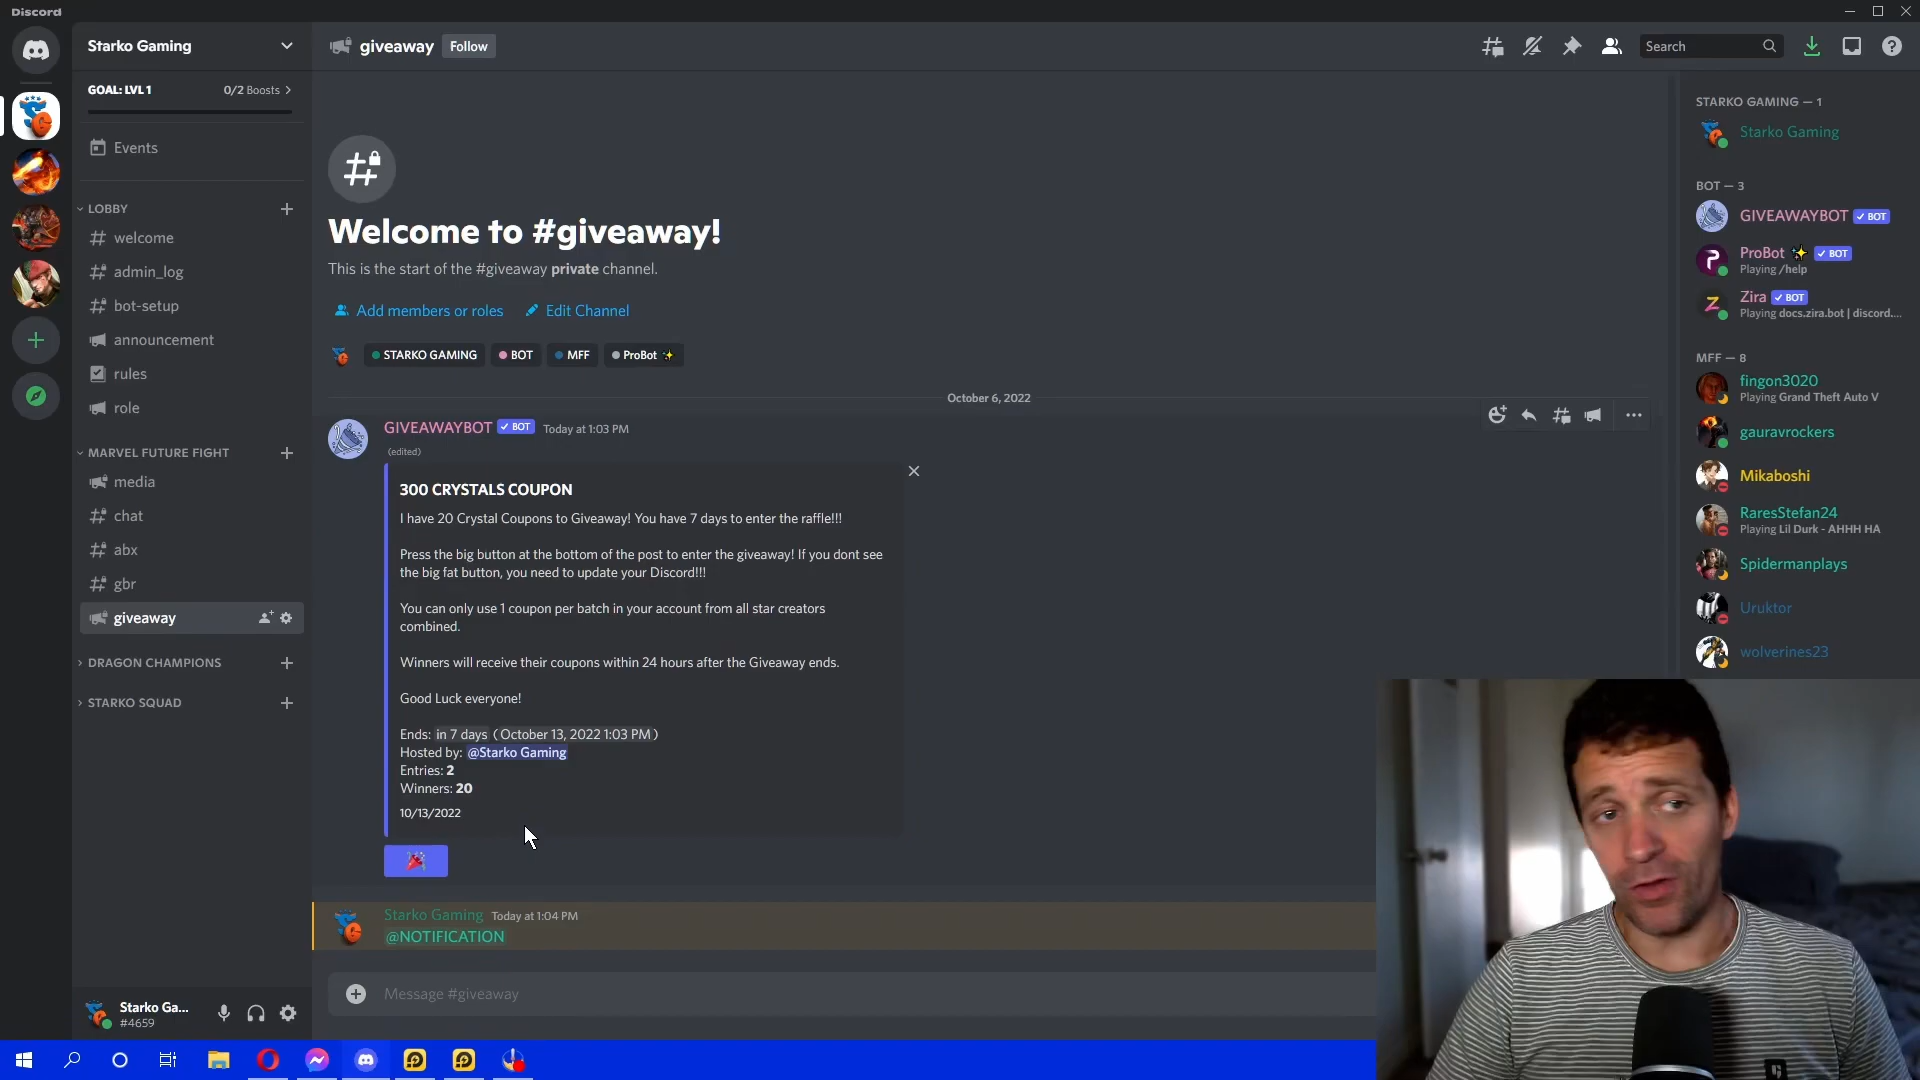 Discord
Starko Gaming
giveaway
Follow
Search
GOAL: LVL 1
0/2 Boosts
Events
LOBBY
welcome
admin_log
bot-setup
announcement
rules
role
MARVEL FUTURE FIGHT
media
chat
abx
gbr
giveaway
DRAGON CHAMPIONS
STARKO SQUAD
Starko Ga...
#4659
Welcome to #giveaway!
This is the start of the #giveaway private channel.
Add members or roles
Edit Channel
STARKO GAMING
BOT
MFF
ProBot
October 6, 2022
GIVEAWAYBOT BOT Today at 1:03 PM
(edited)
300 CRYSTALS COUPON
I have 20 Crystal Coupons to Giveaway! You have 7 days to enter the raffle!!!
Press the big button at the bottom of the post to enter the giveaway! If you dont see
the big fat button, you need to update your Discord!!!
You can only use 1 coupon per batch in your account from all star creators
combined.
Winners will receive their coupons within 24 hours after the Giveaway ends.
Good Luck everyone!
Ends: in 7 days (October 13, 2022 1:03 PM)
Hosted by: @Starko Gaming
Entries: 2
Winners: 20
10/13/2022
Starko Gaming Today at 1:04 PM
@NOTIFICATION
Message #giveaway
STARKO GAMING — 1
Starko Gaming
BOT — 3
GIVEAWAYBOT BOT
ProBot BOT
Playing /help
Zira BOT
Playing docs.zira.bot | discord....
MFF — 8
fingon3020
Playing Grand Theft Auto V
gauravrockers
Mikaboshi
RaresStefan24
Playing Lil Durk - AHHH HA
Spidermanplays
Uruktor
wolverines23